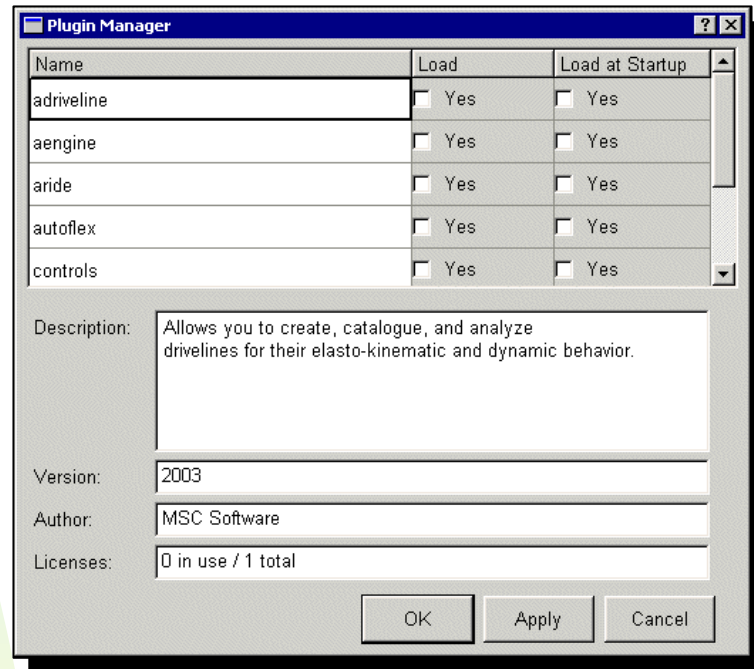 Plugin Manager
Name Load Load at Startup
adriveline Yes Yes
aengine Yes Yes
aride Yes Yes
autoflex Yes Yes
controls Yes Yes
Description: Allows you to create, catalogue, and analyze
drivelines for their elasto-kinematic and dynamic behavior.
Version: 2003
Author: MSC Software
Licenses: 0 in use / 1 total
OK Apply Cancel